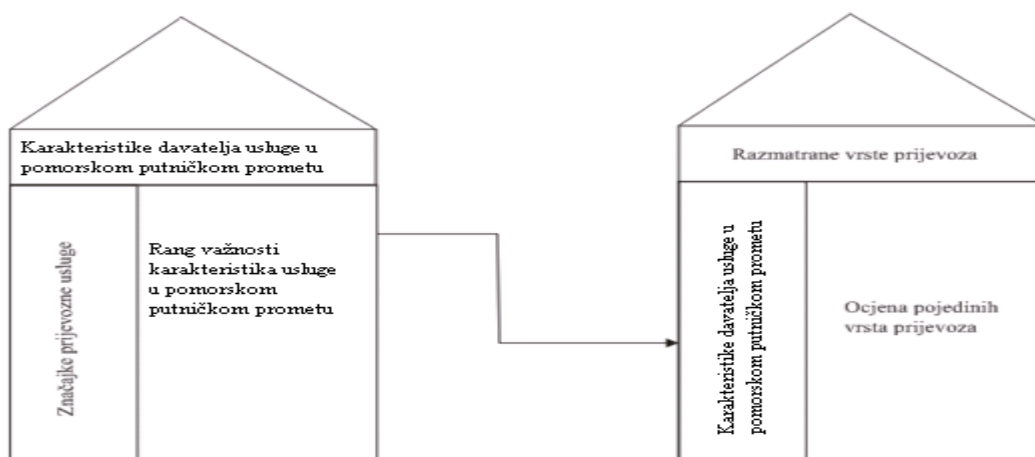 Karakteristike davatelja usluge u
pomorskom putničkom prometu
Značajke prijevozne usluge
Rang važnosti
karakteristika usluge
u pomorskom
putničkom prometu
Razmatrane vrste prijevoza
Karakteristike davatelja usluge u
pomorskom putničkom prometu
Ocjena pojedinih
vrsta prijevoza